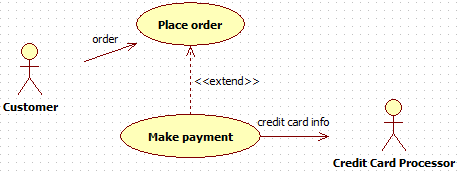 Place order
order
<<extend>>
Customer
credit card info
Make payment
Credit Card Processor